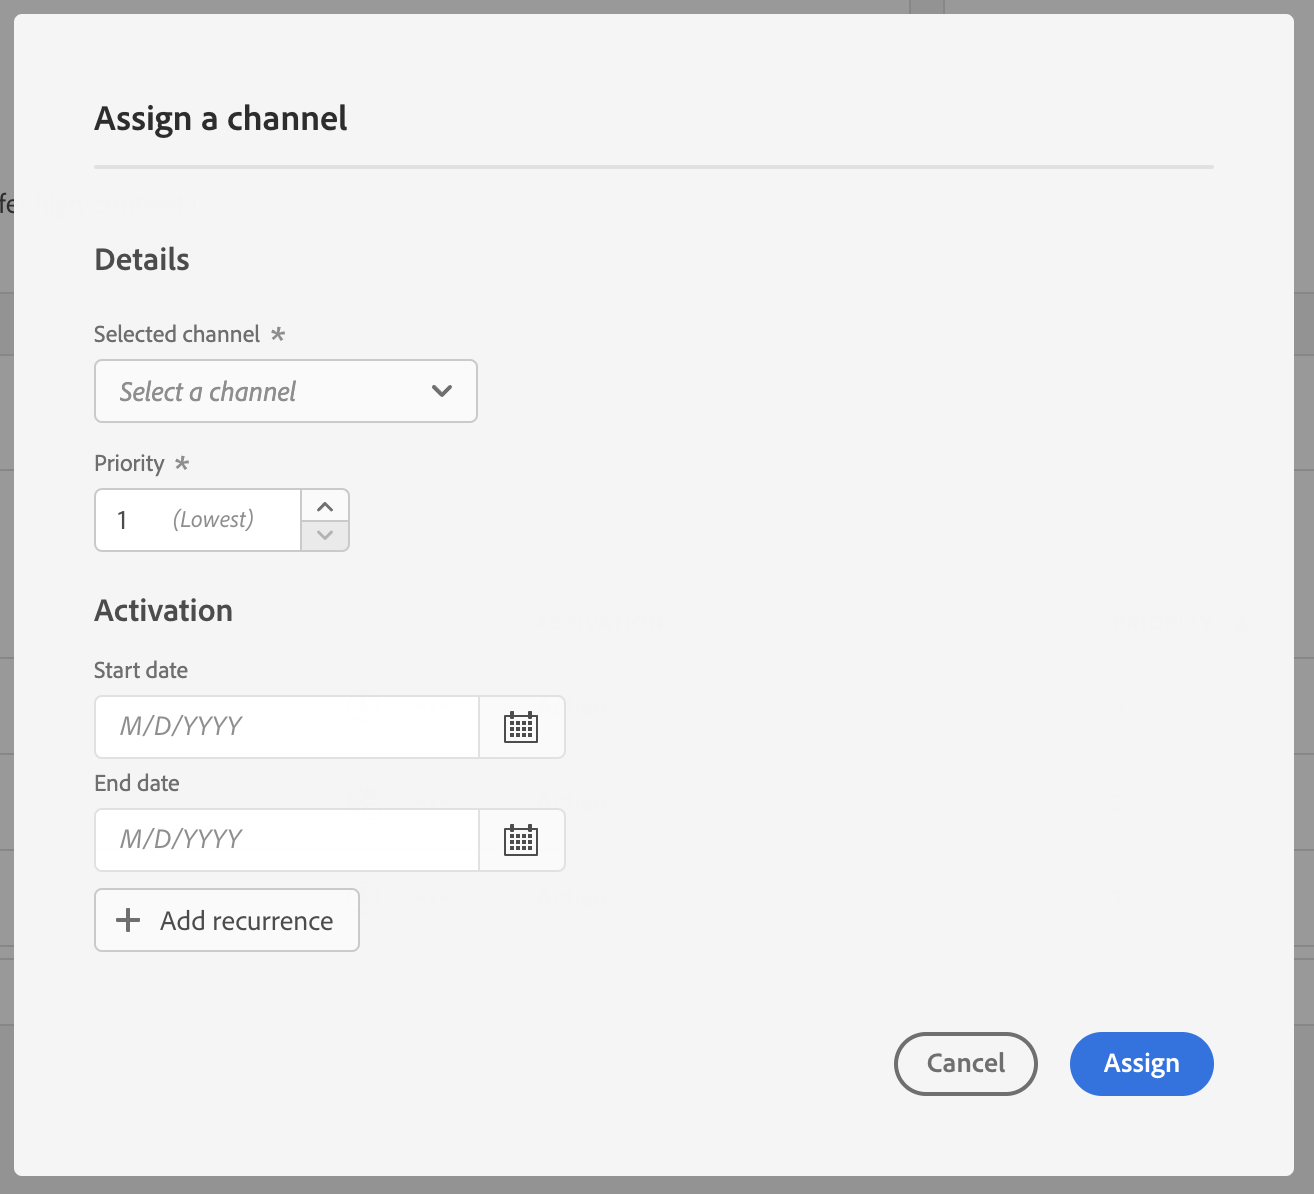 Assign a channel
fe
Details
Selected channel *
Select a channel
Priority *
1 (Lowest)
Activation
Start date
M/D/YYYY
End date
M/D/YYYY
Add recurrence
Cancel Assign